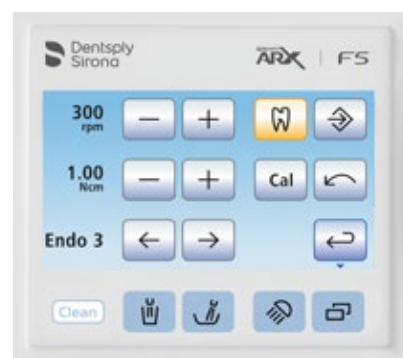 Dentsply
Sirona
ARX | FS
300
rpm
1.00
Ncm
Cal
Endo 3
Clean